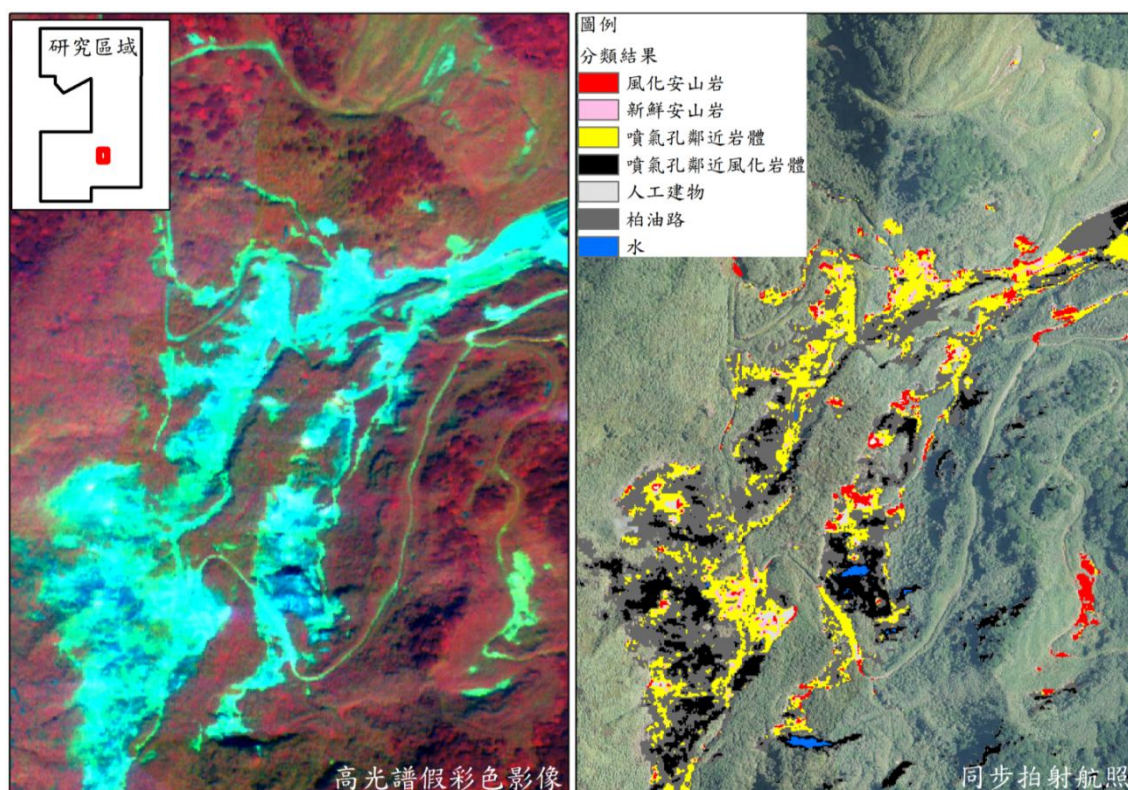 研究區域
高光譜假彩色影像
圖例
分類結果
風化安山岩
新鮮安山岩
噴氣孔鄰近岩體
噴氣孔鄰近風化岩體
人工建物
柏油路
水
同步拍射航照